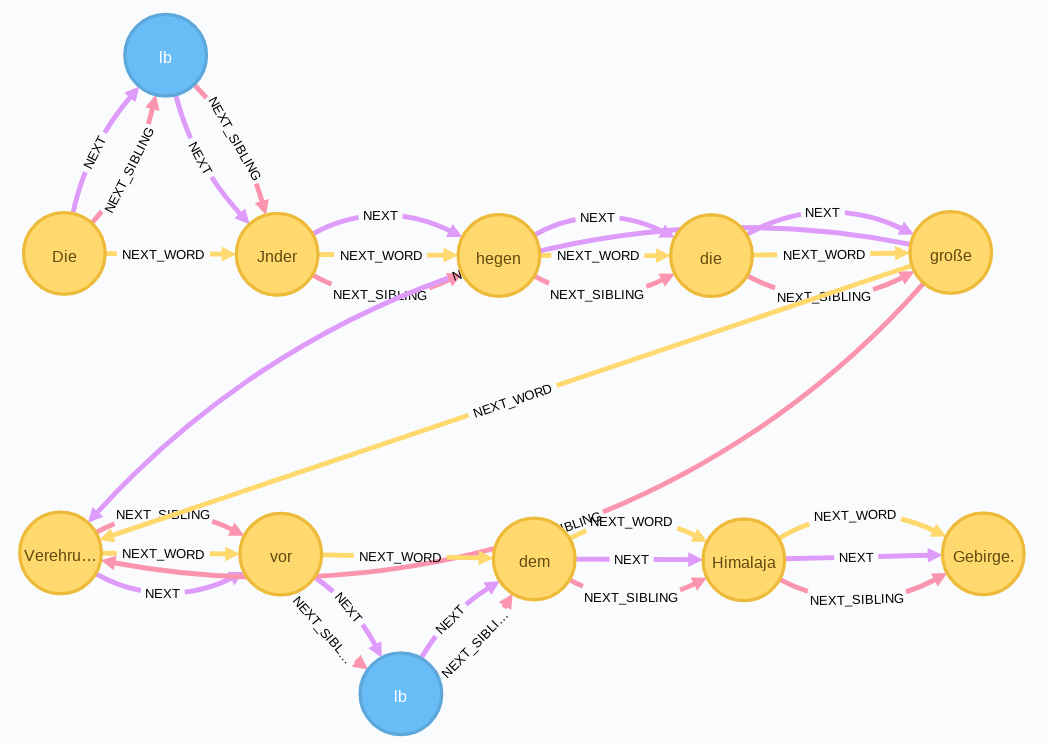 lb
NEXT NEXT_SIBLING NEXT NEXT_SIBLING
Die NEXT_WORD Jnder NEXT NEXT_WORD NEXT_SIBLING hegen NEXT NEXT_WORD NEXT_SIBLING die NEXT NEXT_WORD NEXT_SIBLING große
NEXT_WORD
Verehru… NEXT_SIBLING NEXT_WORD NEXT vor NEXT_WORD dem NEXT_WORD NEXT NEXT_SIBLING Himalaja NEXT_WORD NEXT NEXT_SIBLING Gebirge.
NEXT NEXT_SIBL… NEXT NEXT_SIBLI…
lb